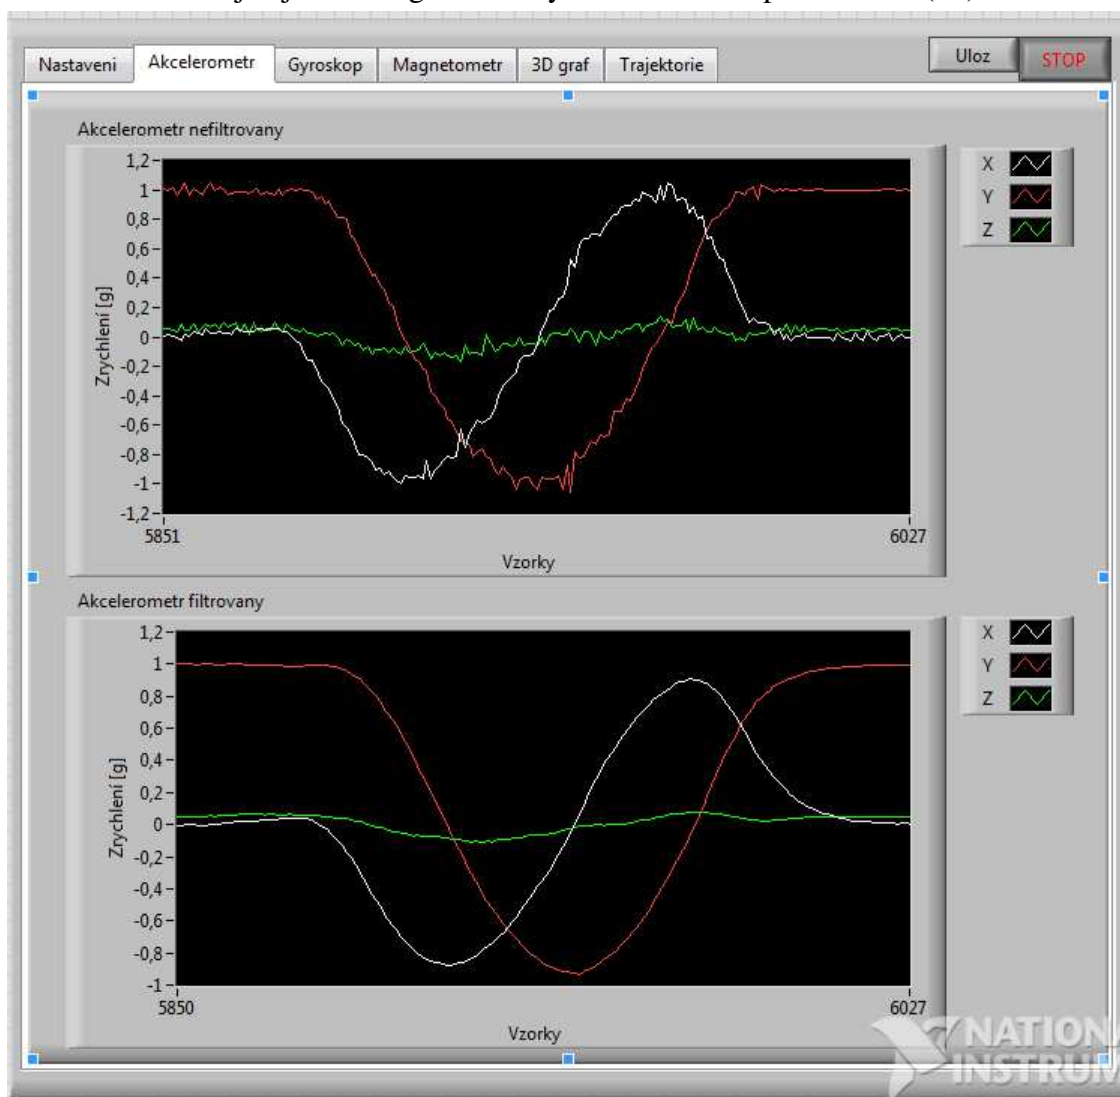 Nastaveni Akcelerometr Gyroskop Magnetometr 3D graf Trajektorie Uloz STOP
Akcelerometr nefiltrovany
1,2
1
0,8
0,6
0,4
0,2
0
-0,2
-0,4
-0,6
-0,8
-1
-1,2
Zrychlení [g]
5851 6027
Vzorky
X
Y
Z
Akcelerometr filtrovany
1,2
1
0,8
0,6
0,4
0,2
0
-0,2
-0,4
-0,6
-0,8
-1
Zrychlení [g]
5850 6027
Vzorky
X
Y
Z
NATIONA
INSTRUM